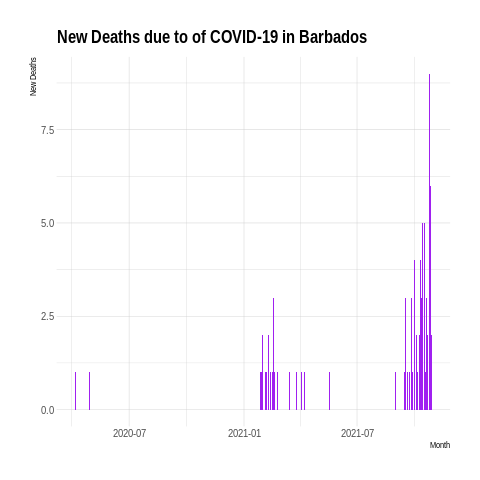 New Deaths due to of COVID-19 in Barbados
New Deaths
7.5
5.0
2.5
0.0
2020-07
2021-01
2021-07
Month